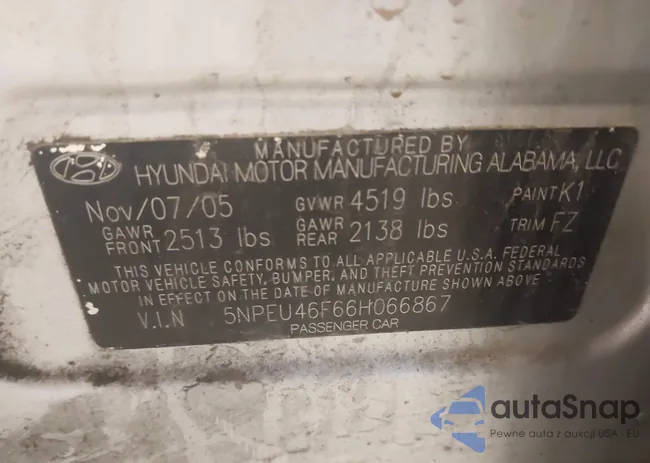 MANUFACTURED BY
HYUNDAI MOTOR MANUFACTURING ALABAMA, LLC
Nov/07/05 GVWR 4519 lbs PAINT K1
GAWR FRONT 2513 lbs GAWR REAR 2138 lbs TRIM FZ
THIS VEHICLE CONFORMS TO ALL APPLICABLE U.S.A. FEDERAL
MOTOR VEHICLE SAFETY, BUMPER, AND THEFT PREVENTION STANDARDS
IN EFFECT ON THE DATE OF MANUFACTURE SHOWN ABOVE
V.I.N 5NPEU46F66H066867
PASSENGER CAR
autaSnap
Pewne auta z aukcji USA - EU